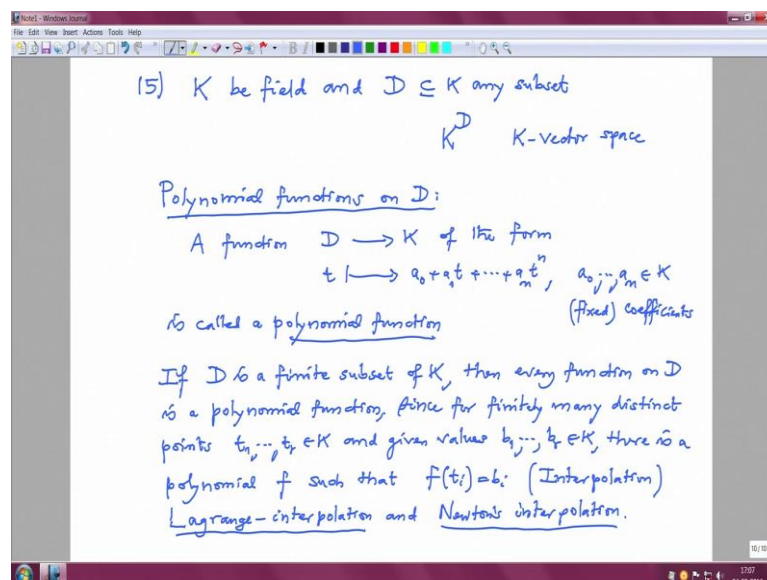 Note1 - Windows Journal
File Edit View Insert Actions Tools Help
(5) K be field and D ⊆ K any subset
K^D K-vector space
Polynomial functions on D:
A function D → K of the form
t ↦ a₀ + a₁t + ⋯ + aₙtⁿ, a₀, ⋯, aₙ ∈ K
(fixed) coefficients
is called a polynomial function
If D is a finite subset of K, then every function on D
is a polynomial function, since for finitely many distinct
points t₁, ⋯, tᵣ ∈ K and given values b₁, ⋯, bᵣ ∈ K, there is a
polynomial f such that f(tᵢ) = bᵢ (Interpolation)
Lagrange-interpolation and Newton's interpolation.
10/10
17:07